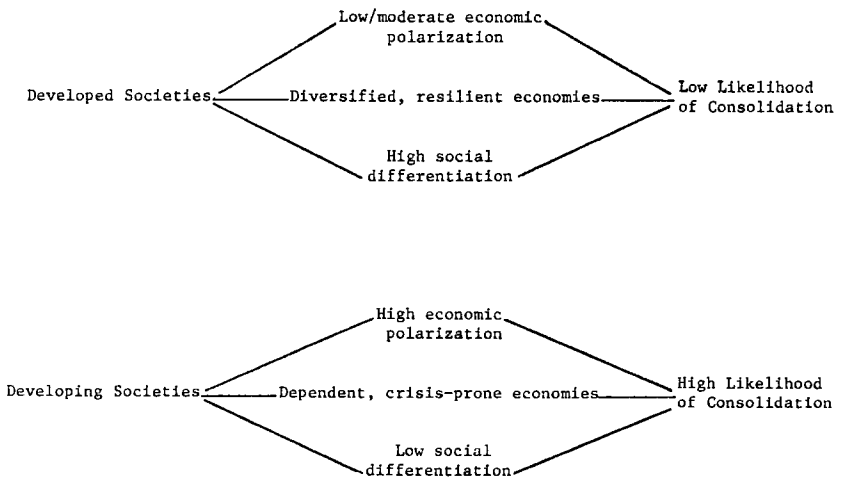 Low/moderate economic
polarization
Developed Societies
Diversified, resilient economies
Low Likelihood
of Consolidation
High social
differentiation
High economic
polarization
Developing Societies
Dependent, crisis-prone economies
High Likelihood
of Consolidation
Low social
differentiation